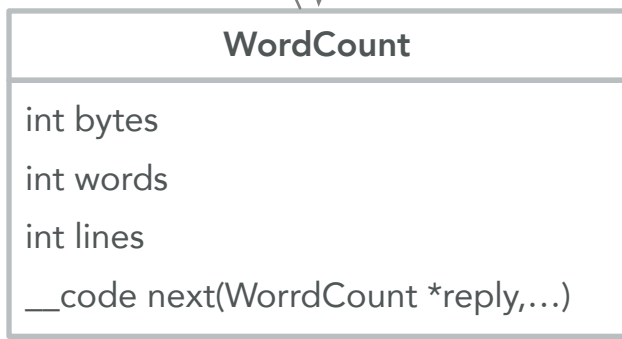 WordCount
int bytes
int words
int lines
__code next(WorrdCount *reply,…)